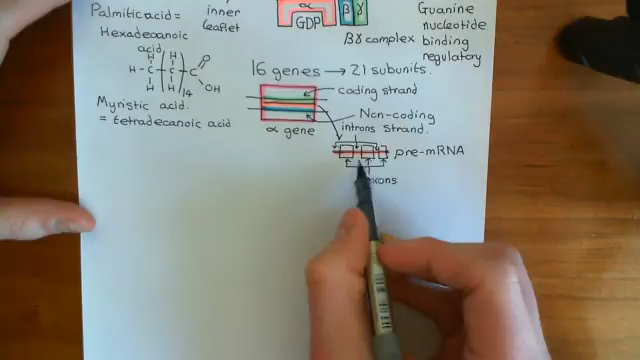 Palmitic acid =
Hexadecanoic
acid
inner
leaflet
α
GDP
β
γ
βγ complex
Guanine
nucleotide
binding
regulatory
H
H
H-C
C
C
O
OH
H
H
14
Myristic acid.
= tetradecanoic acid
16 genes → 21 subunits.
coding strand
Non-coding
strand.
α gene
introns
pre-mRNA
exons